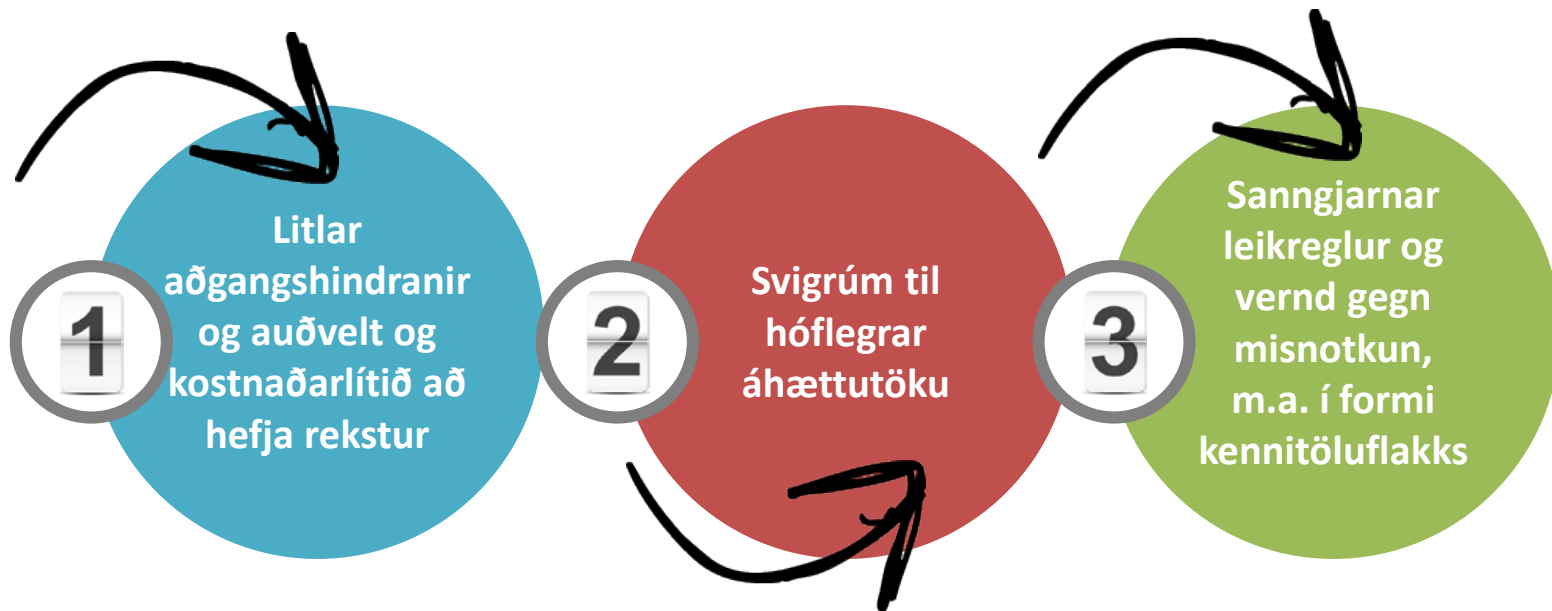 1
Litlar
aðgangshindranir
og auðvelt og
kostnaðarlítið að
hefja rekstur
2
Svigrúm til
hóflegrar
áhættutöku
3
Sanngjarnar
leikreglur og
vernd gegn
misnotkun,
m.a. í formi
kennitöluflakks